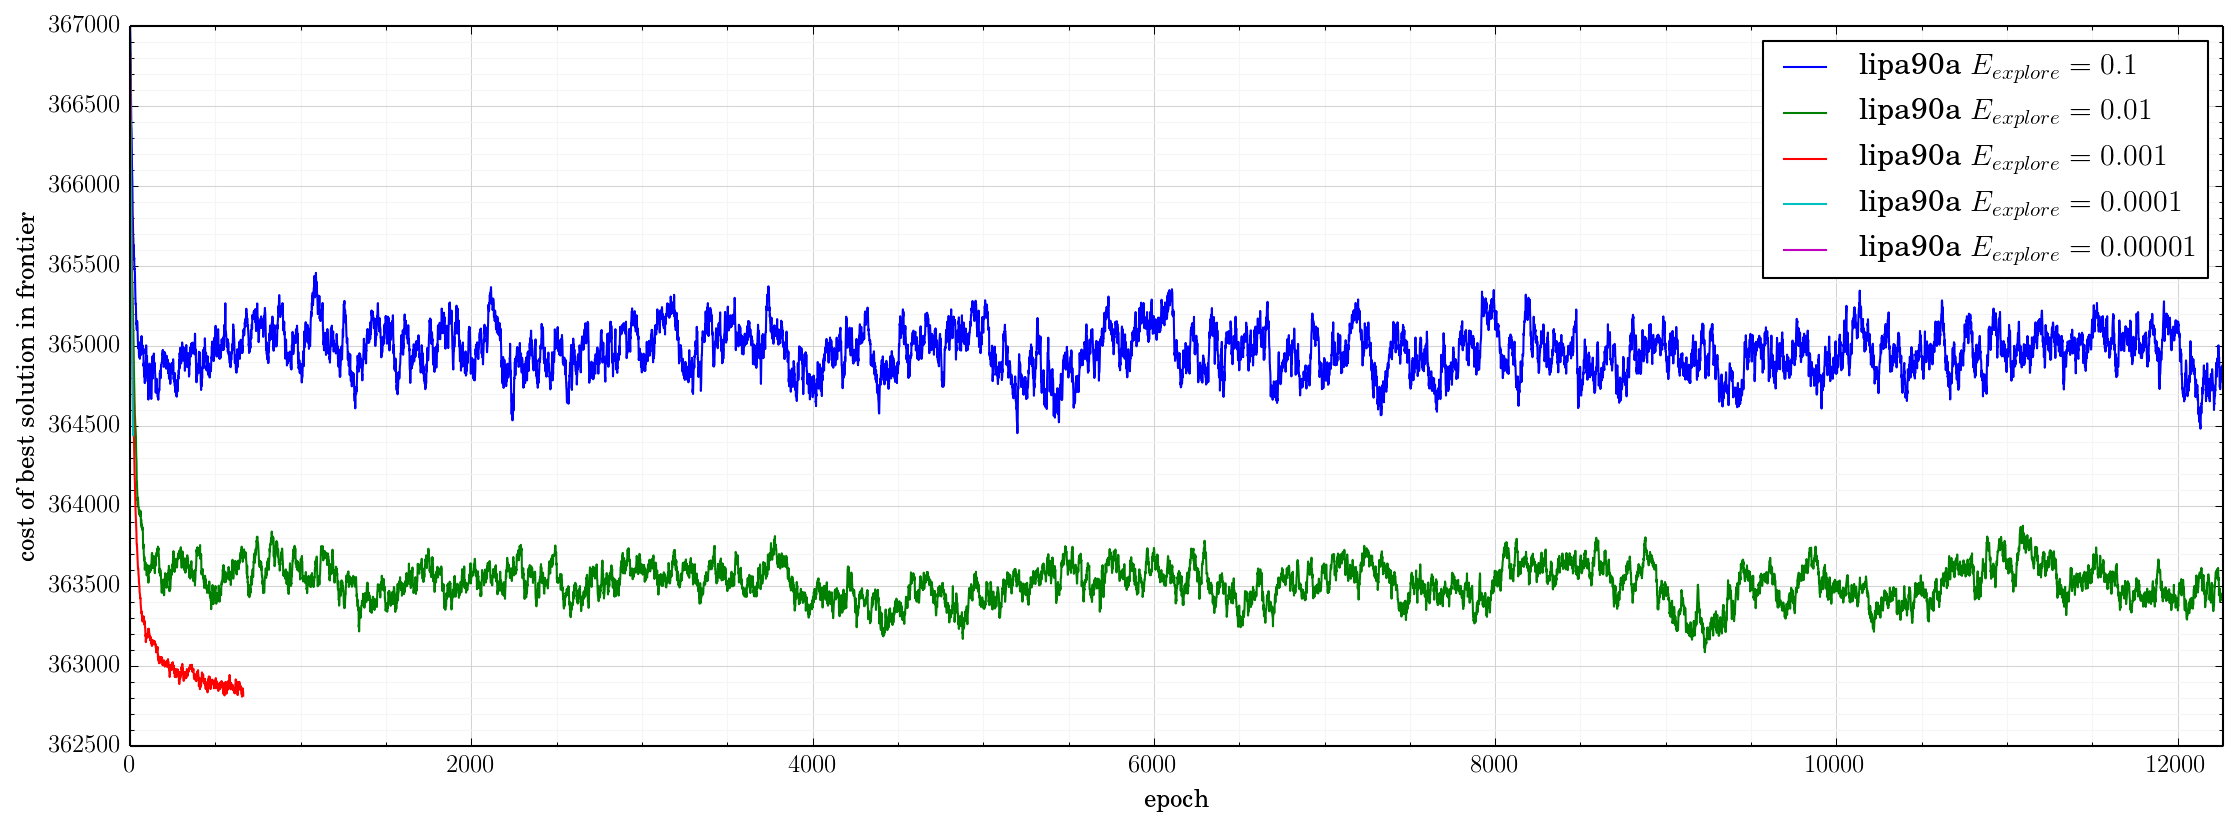 367000
366500
366000
365500
365000
364500
364000
363500
363000
362500
cost of best solution in frontier
0 2000 4000 6000 8000 10000 12000
epoch
lipa90a E_explore = 0.1
lipa90a E_explore = 0.01
lipa90a E_explore = 0.001
lipa90a E_explore = 0.0001
lipa90a E_explore = 0.00001